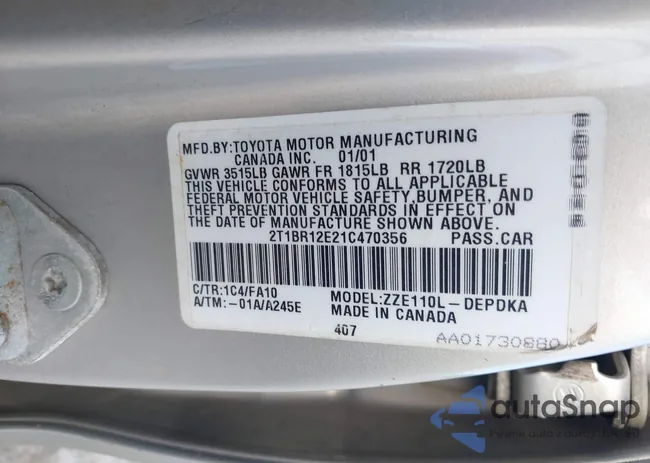 MFD.BY:TOYOTA MOTOR MANUFACTURING
CANADA INC. 01/01
GVWR 3515LB GAWR FR 1815LB RR 1720LB
THIS VEHICLE CONFORMS TO ALL APPLICABLE
FEDERAL MOTOR VEHICLE SAFETY,BUMPER, AND
THEFT PREVENTION STANDARDS IN EFFECT ON
THE DATE OF MANUFACTURE SHOWN ABOVE.
2T1BR12E21C470356 PASS.CAR
C/TR:1C4/FA10 MODEL:ZZE110L-DEPDKA
A/TM:-01A/A245E MADE IN CANADA
407
AA01730880
autoSnap